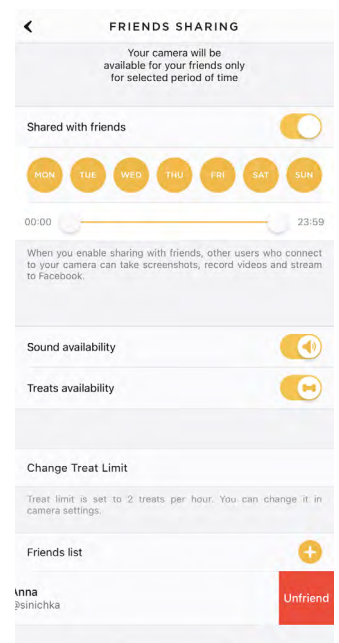 FRIENDS SHARING
Your camera will be
available for your friends only
for selected period of time
Shared with friends
MON TUE WED THU FRI SAT SUN
00:00 23:59
When you enable sharing with friends, other users who connect
to your camera can take screenshots, record videos and stream
to Facebook.
Sound availability
Treats availability
Change Treat Limit
Treat limit is set to 2 treats per hour. You can change it in
camera settings.
Friends list
Anna
@sinichka
Unfriend